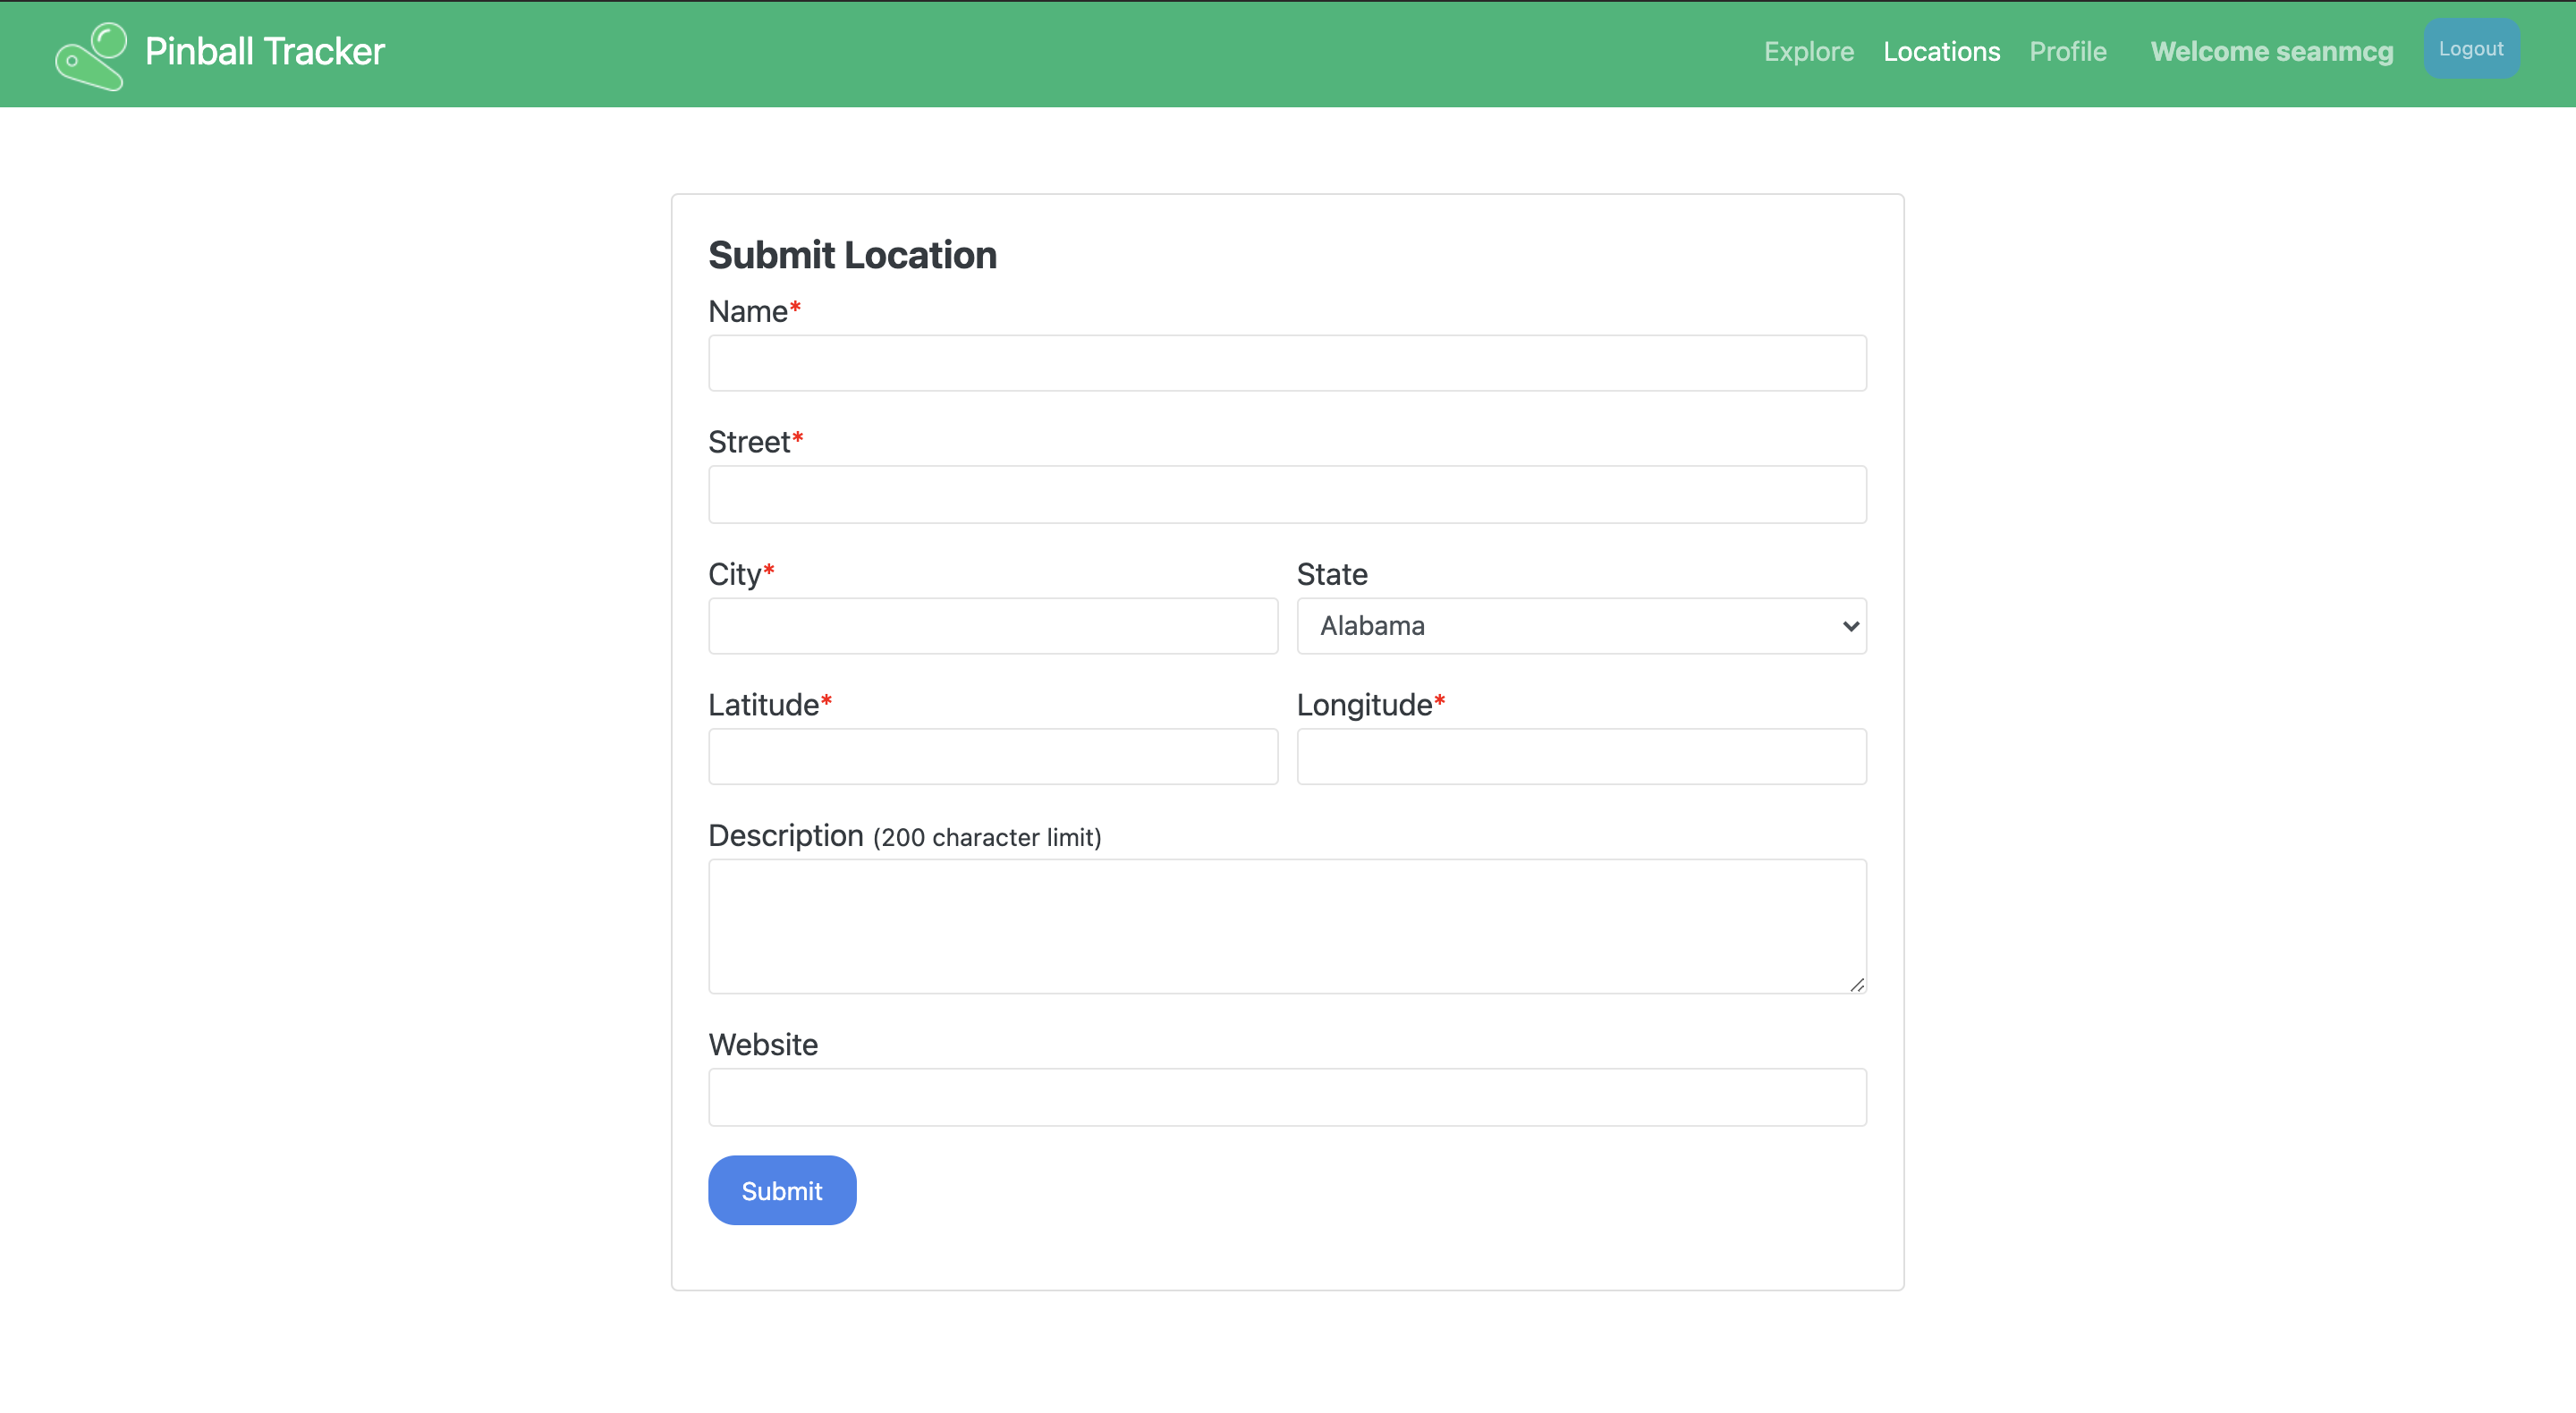 Pinball Tracker
Explore Locations Profile Welcome seanmcg Logout
Submit Location
Name*
Street*
City* State
Alabama
Latitude* Longitude*
Description (200 character limit)
Website
Submit